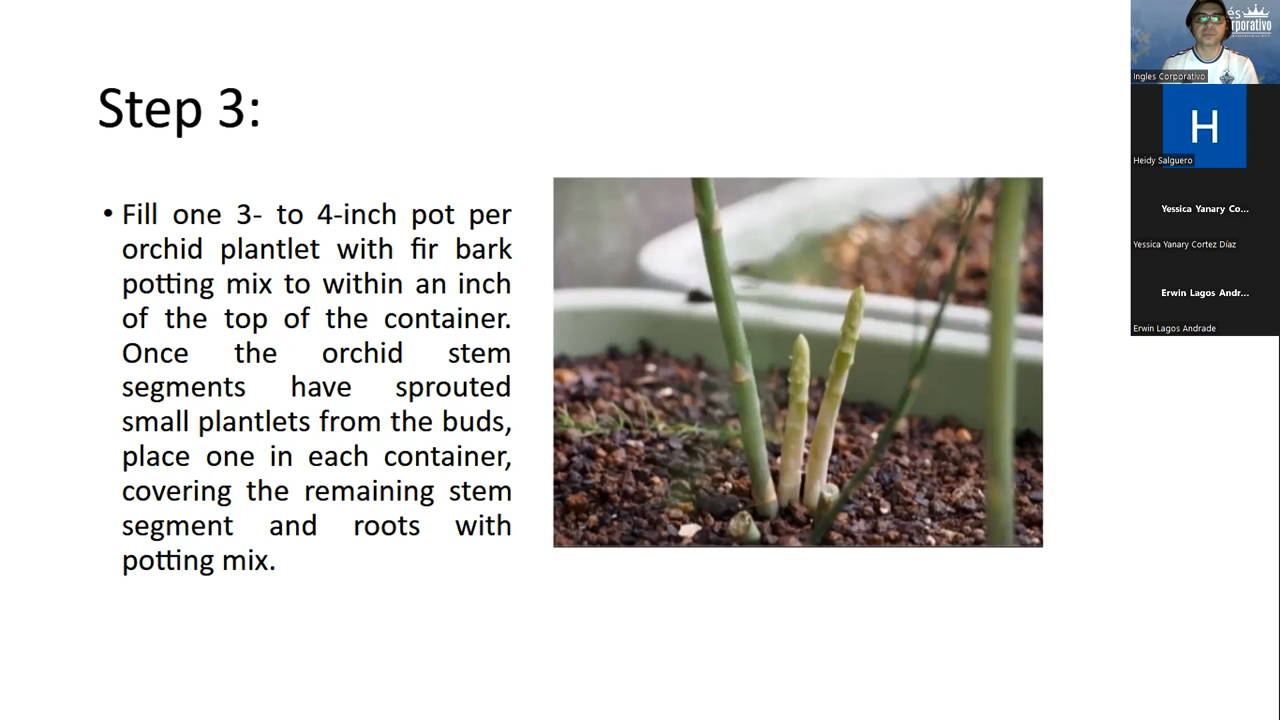 Step 3:
• Fill one 3- to 4-inch pot per
orchid plantlet with fir bark
potting mix to within an inch
of the top of the container.
Once the orchid stem
segments have sprouted
small plantlets from the buds,
place one in each container,
covering the remaining stem
segment and roots with
potting mix.
és
rporativo
Ingles Corporativo
H
Heidy Salguero
Yessica Yanary Co...
Yessica Yanary Cortez Díaz
Erwin Lagos Andr...
Erwin Lagos Andrade